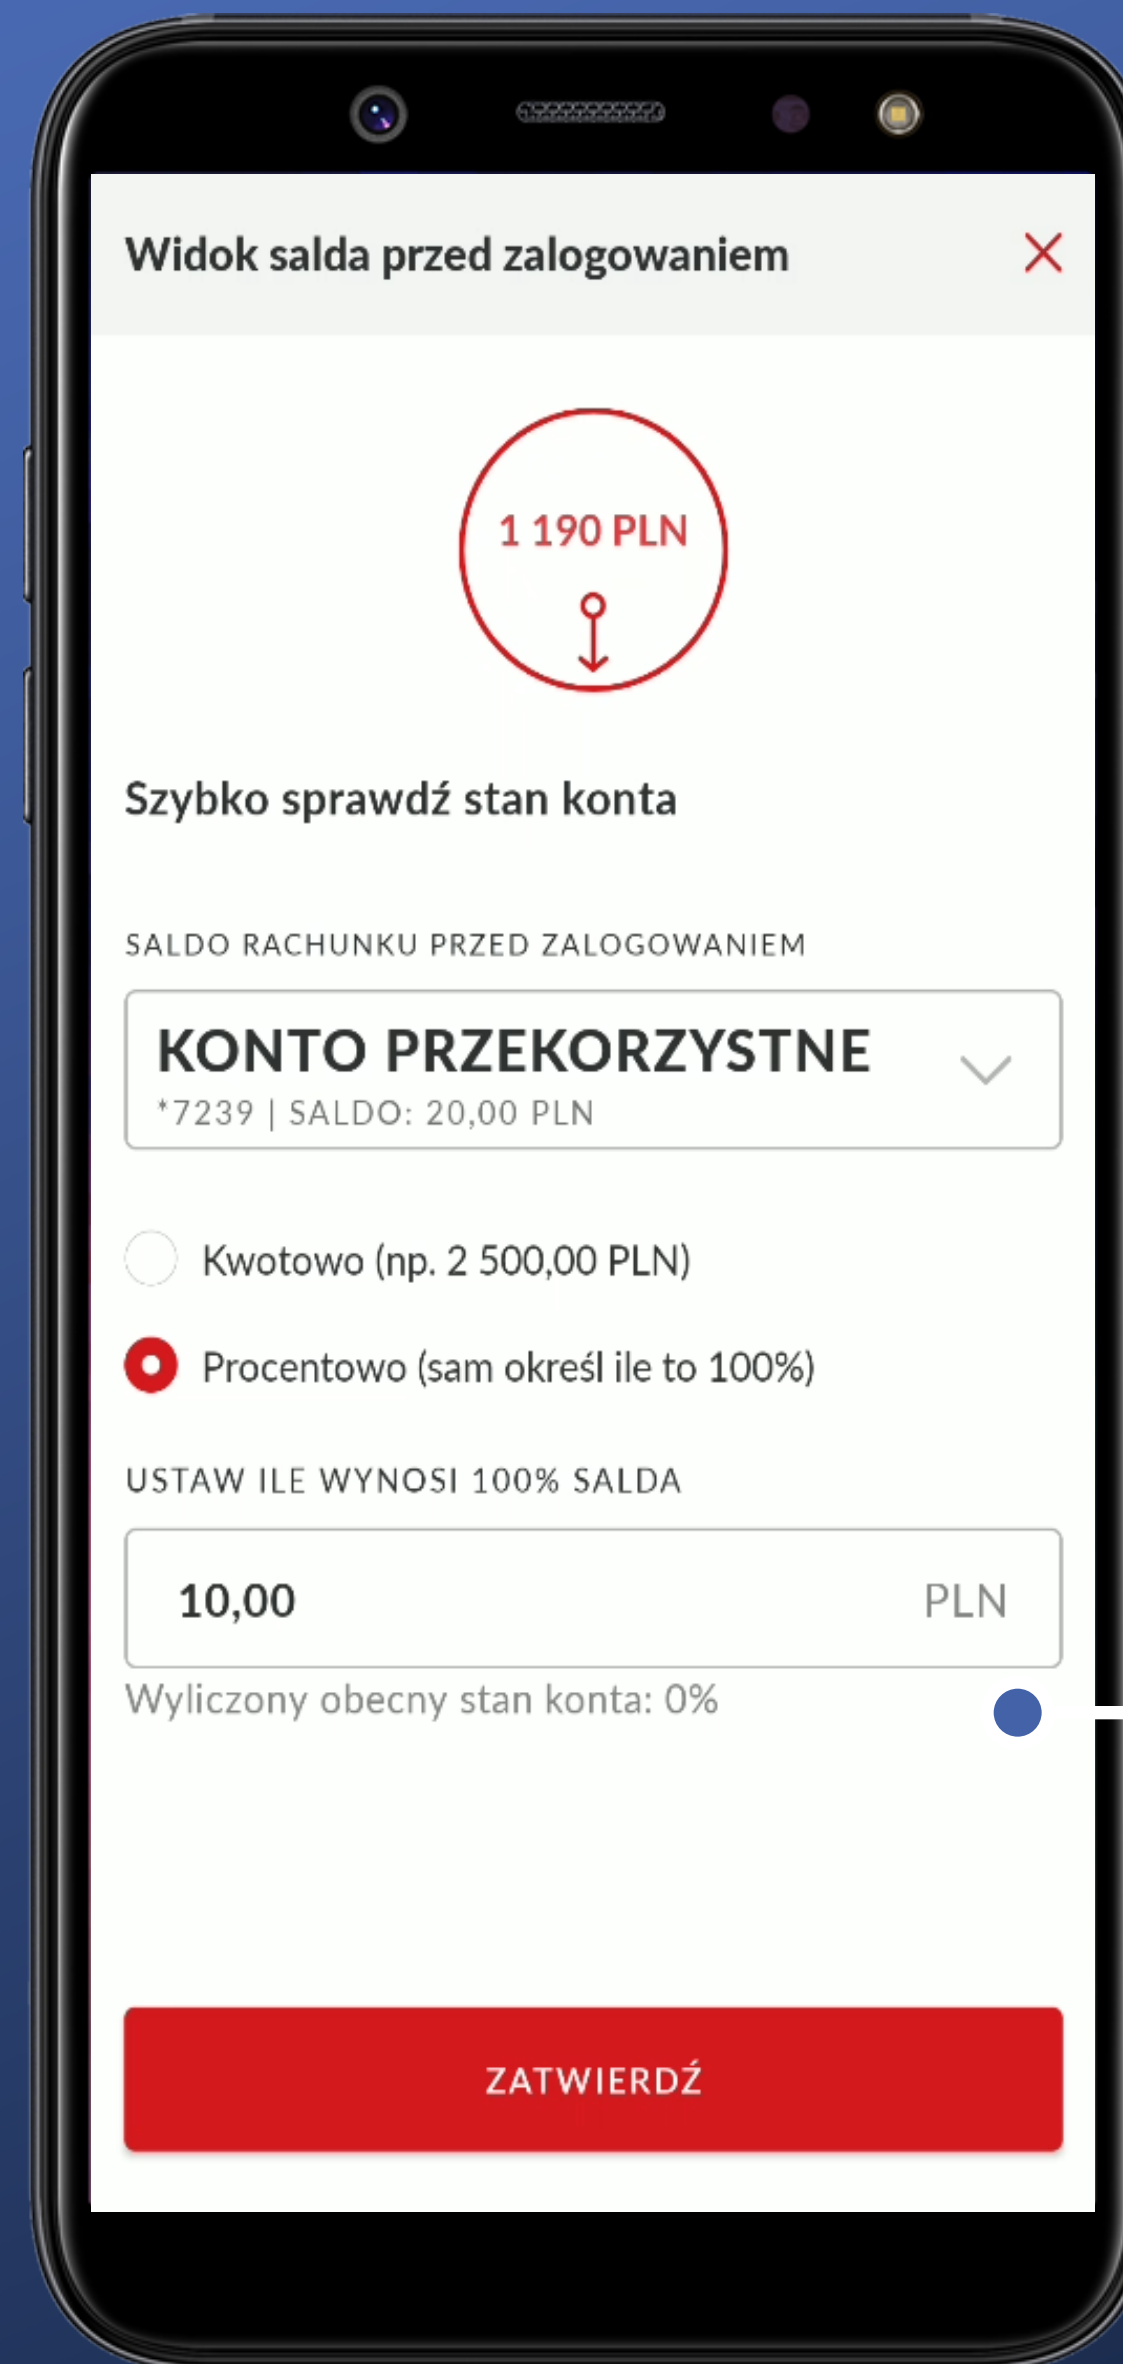 Widok salda przed zalogowaniem
1 190 PLN
Szybko sprawdź stan konta
SALDO RACHUNKU PRZED ZALOGOWANIEM
KONTO PRZEKORZYSTNE
*7239 | SALDO: 20,00 PLN
Kwotowo (np. 2 500,00 PLN)
Procentowo (sam określ ile to 100%)
USTAW ILE WYNOSI 100% SALDA
10,00 PLN
Wyliczony obecny stan konta: 0%
ZATWIERDŹ